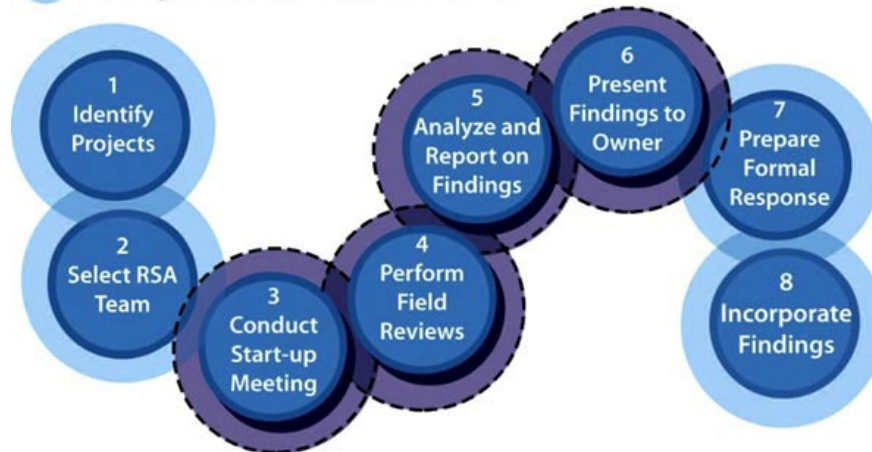 1
Identify
Projects
2
Select RSA
Team
3
Conduct
Start-up
Meeting
4
Perform
Field
Reviews
5
Analyze and
Report on
Findings
6
Present
Findings to
Owner
7
Prepare
Formal
Response
8
Incorporate
Findings